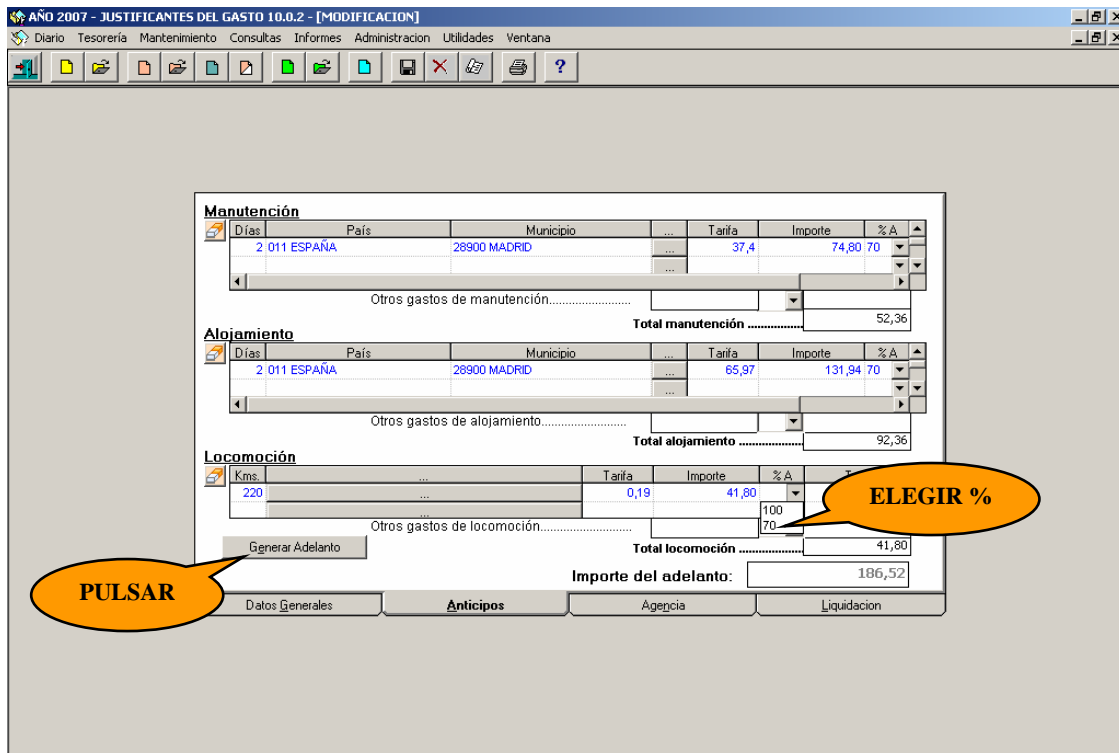 AÑO 2007 - JUSTIFICANTES DEL GASTO 10.0.2 - [MODIFICACION]
Diario Tesorería Mantenimiento Consultas Informes Administracion Utilidades Ventana
Manutención
Días País Municipio ... Tarifa Importe % A
2 011 ESPAÑA 28900 MADRID ... 37,4 74,80 70
...
Otros gastos de manutención.........................
Total manutención .................. 52,36
Alojamiento
Días País Municipio ... Tarifa Importe % A
2 011 ESPAÑA 28900 MADRID ... 65,97 131,94 70
...
Otros gastos de alojamiento..........................
Total alojamiento .................... 92,36
Locomoción
Kms. ... Tarifa Importe % A
220 ... 0,19 41,80
ELEGIR %
... 100
70
Otros gastos de locomoción............................
Generar Adelanto Total locomoción .................... 41,80
Importe del adelanto: 186,52
PULSAR
Datos Generales Anticipos Agencia Liquidacion